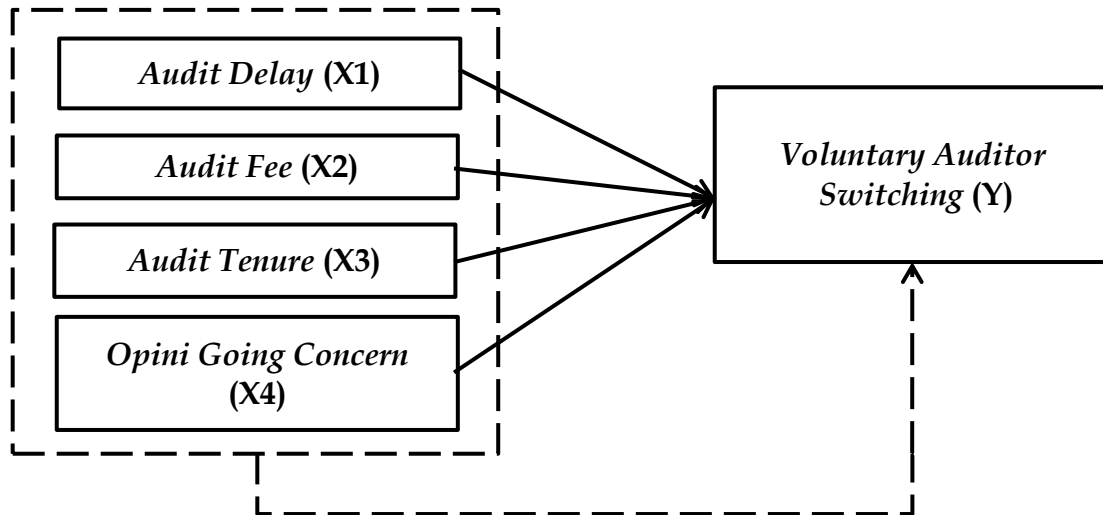 Audit Delay (X1)
Audit Fee (X2)
Audit Tenure (X3)
Opini Going Concern
(X4)
Voluntary Auditor
Switching (Y)